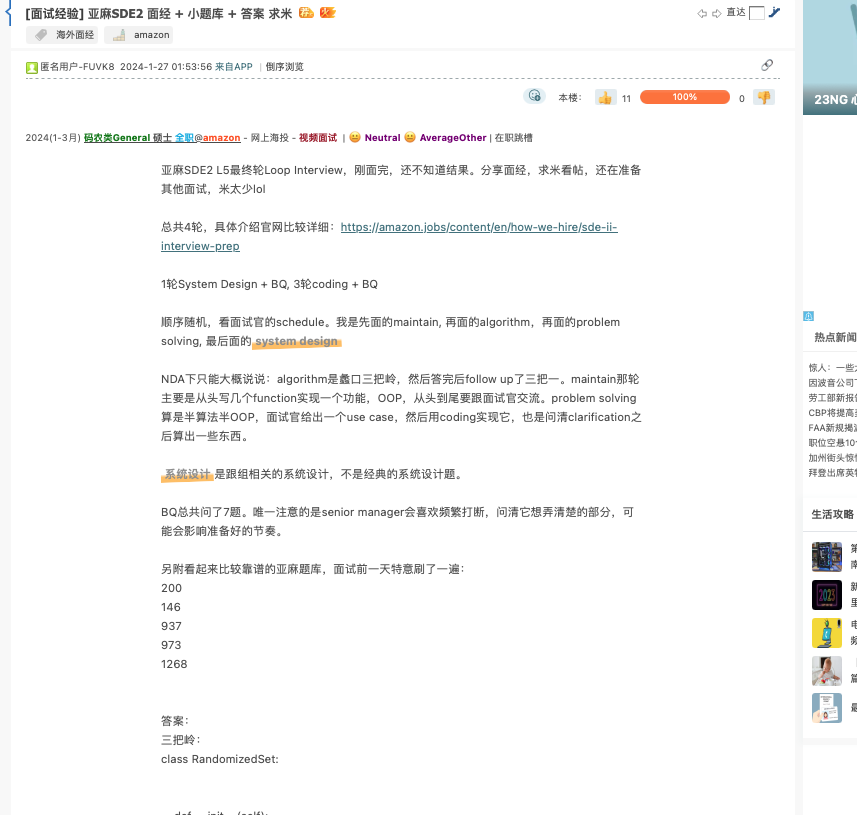 [面试经验] 亚麻SDE2 面经 + 小题库 + 答案 求米
直达
海外面经
amazon
匿名用户-FUVK8 2024-1-27 01:53:56 来自APP | 倒序浏览
本楼: 11 100% 0
2024(1-3月) 码农类General 硕士 全职@amazon - 网上海投 - 视频面试 | 😄 Neutral 😄 AverageOther | 在职跳槽
亚麻SDE2 L5最终轮Loop Interview，刚面完，还不知道结果。分享面经，求米看帖，还在准备
其他面试，米太少lol
总共4轮，具体介绍官网比较详细：https://amazon.jobs/content/en/how-we-hire/sde-ii-
interview-prep
1轮System Design + BQ, 3轮coding + BQ
顺序随机，看面试官的schedule。我是先面的maintain, 再面的algorithm，再面的problem
solving, 最后面的 system design
NDA下只能大概说说：algorithm是蠡口三把岭，然后答完后follow up了三把一。maintain那轮
主要是从头写几个function实现一个功能，OOP，从头到尾要跟面试官交流。problem solving
算是半算法半OOP，面试官给出一个use case，然后用coding实现它，也是问清clarification之
后算出一些东西。
系统设计 是跟组相关的系统设计，不是经典的系统设计题。
BQ总共问了7题。唯一注意的是senior manager会喜欢频繁打断，问清它想弄清楚的部分，可
能会影响准备好的节奏。
另附看起来比较靠谱的亚麻题库，面试前一天特意刷了一遍：
200
146
937
973
1268
答案：
三把岭：
class RandomizedSet:
23NG
热点新闻
惊人：一些
因波音公司
劳工部新报
CBP将提高
FAA新规
职位空悬10
加州街头惊
拜登出席英
生活攻略